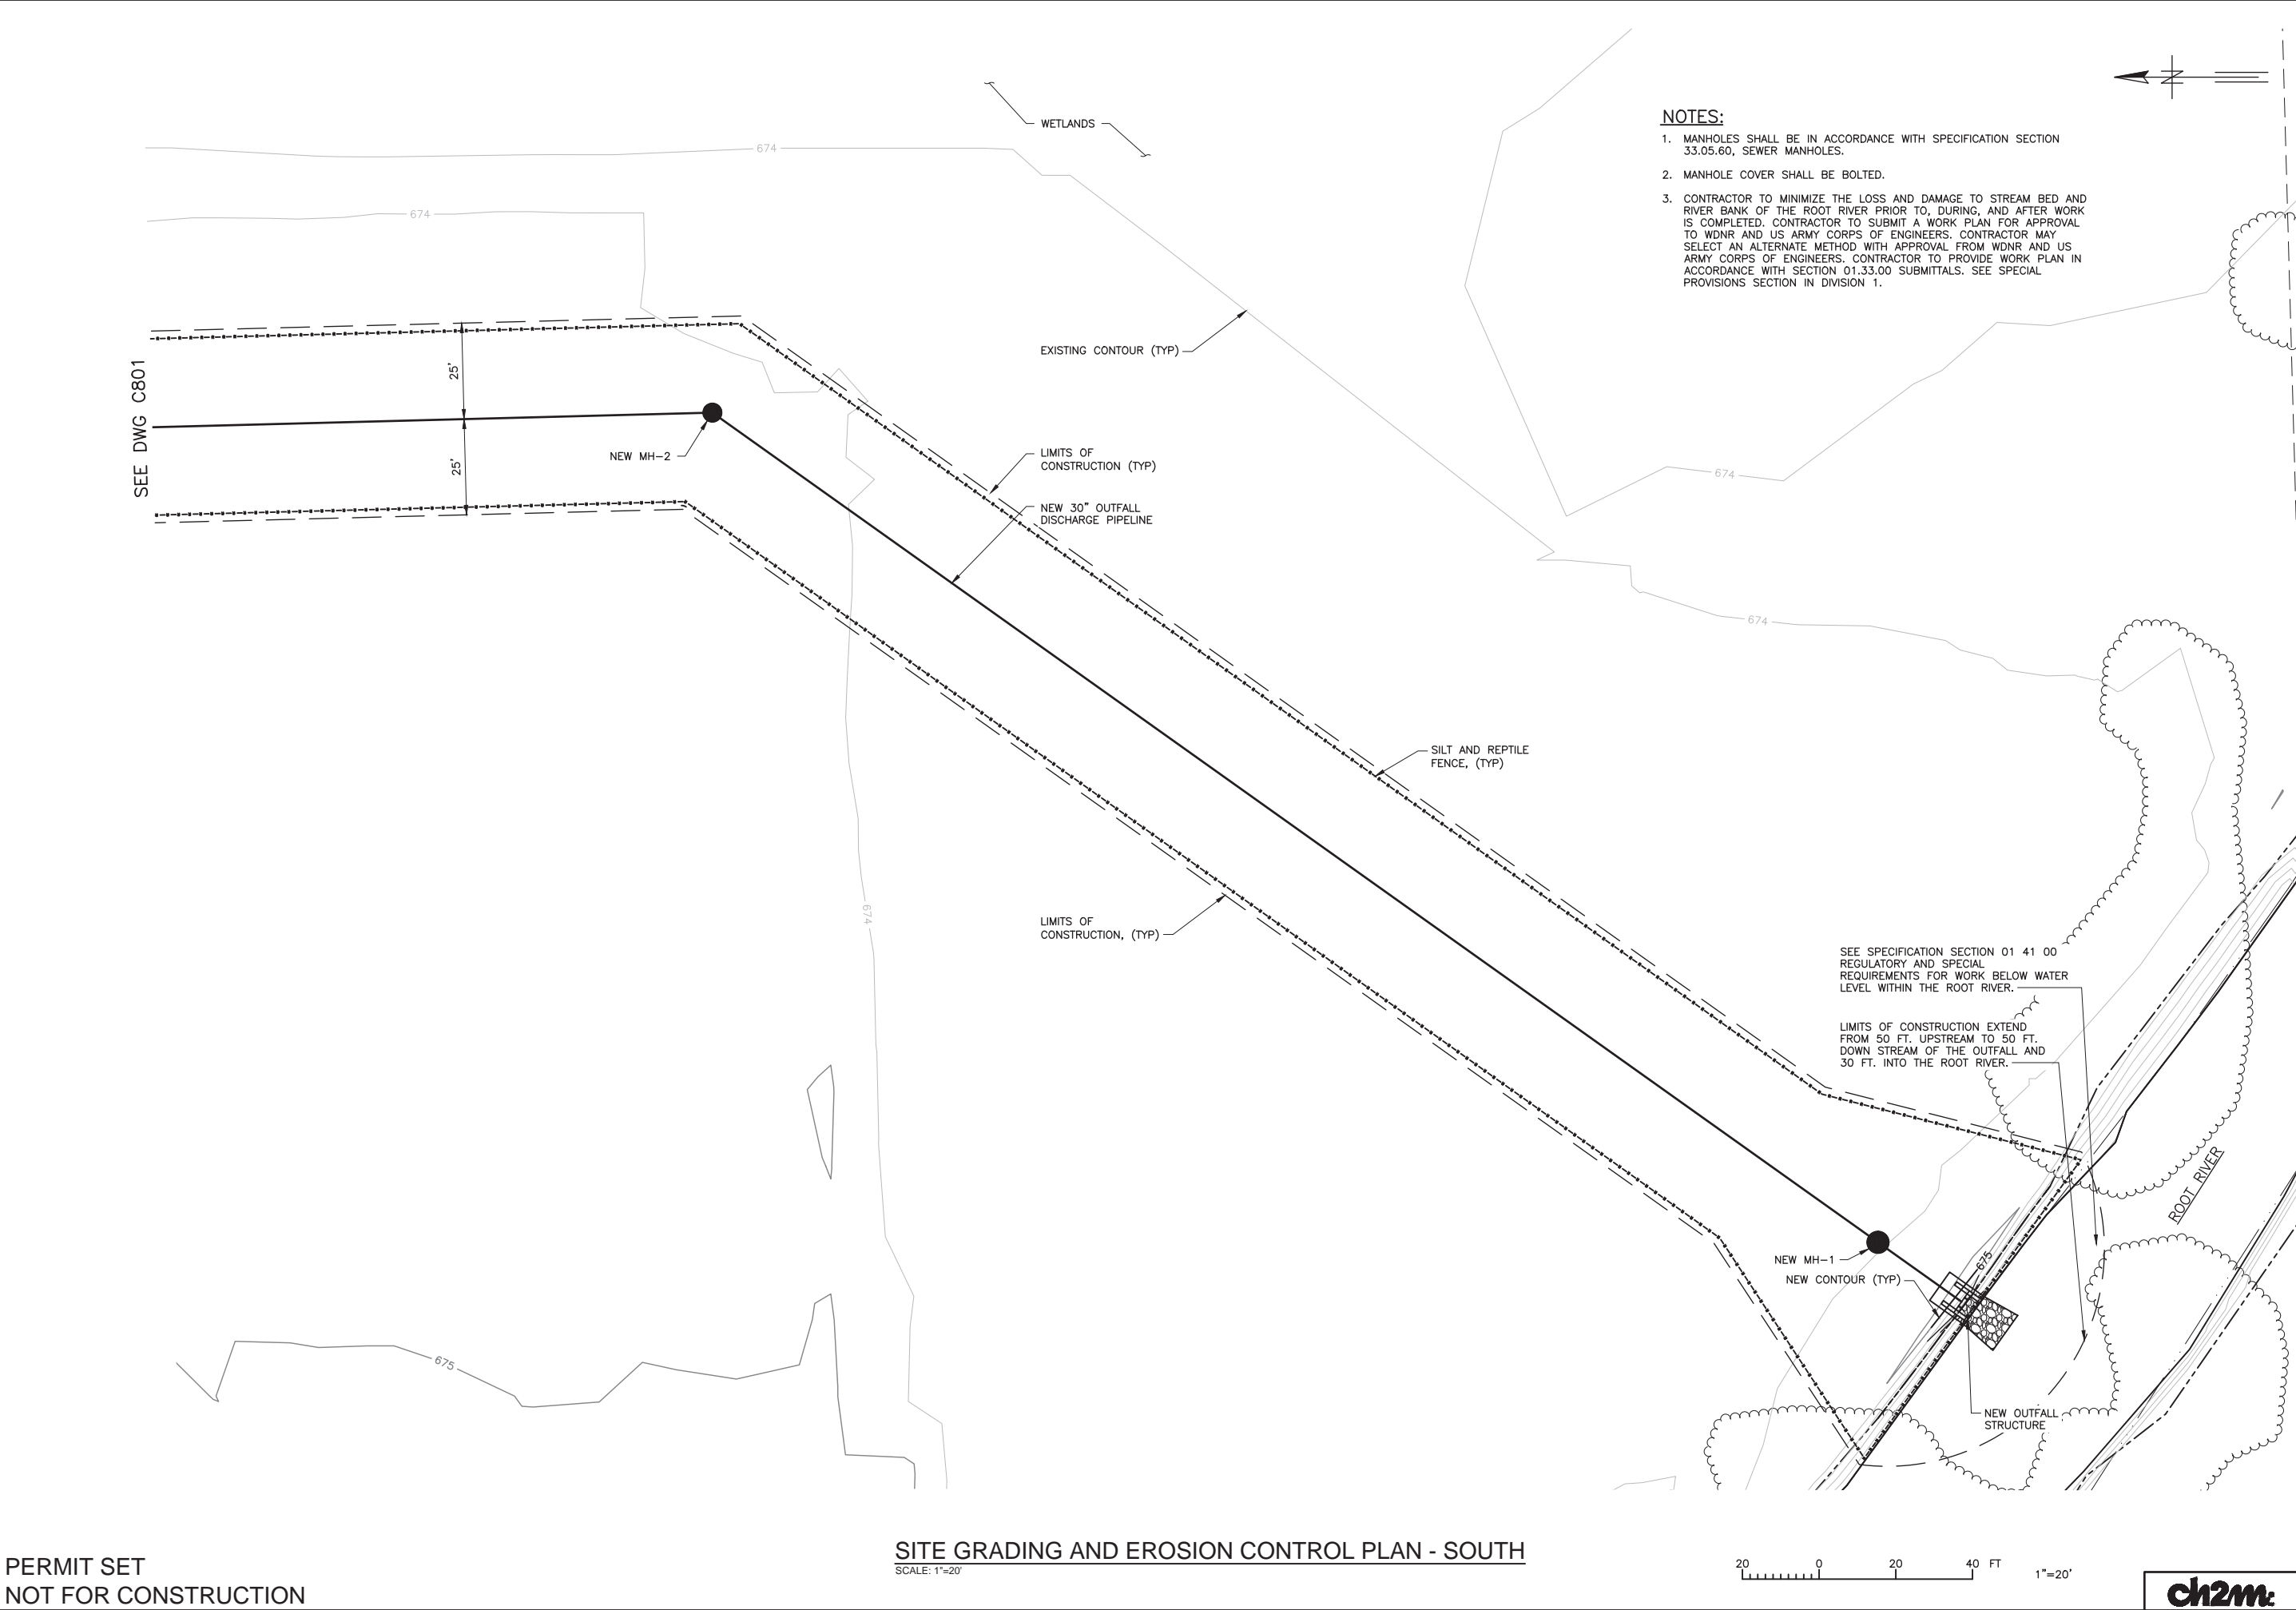 WETLANDS
N
NOTES:
1. MANHOLES SHALL BE IN ACCORDANCE WITH SPECIFICATION SECTION
33.05.60, SEWER MANHOLES.
2. MANHOLE COVER SHALL BE BOLTED.
3. CONTRACTOR TO MINIMIZE THE LOSS AND DAMAGE TO STREAM BED AND
RIVER BANK OF THE ROOT RIVER PRIOR TO, DURING, AND AFTER WORK
IS COMPLETED. CONTRACTOR TO SUBMIT A WORK PLAN FOR APPROVAL
TO WDNR AND US ARMY CORPS OF ENGINEERS. CONTRACTOR MAY
SELECT AN ALTERNATE METHOD WITH APPROVAL FROM WDNR AND US
ARMY CORPS OF ENGINEERS. CONTRACTOR TO PROVIDE WORK PLAN IN
ACCORDANCE WITH SECTION 01.33.00 SUBMITTALS. SEE SPECIAL
PROVISIONS SECTION IN DIVISION 1.
674
674
EXISTING CONTOUR (TYP)
SEE DWG C801
25'
25'
NEW MH-2
LIMITS OF
CONSTRUCTION (TYP)
NEW 30" OUTFALL
DISCHARGE PIPELINE
674
674
SILT AND REPTILE
FENCE, (TYP)
674
LIMITS OF
CONSTRUCTION, (TYP)
SEE SPECIFICATION SECTION 01 41 00
REGULATORY AND SPECIAL
REQUIREMENTS FOR WORK BELOW WATER
LEVEL WITHIN THE ROOT RIVER.
LIMITS OF CONSTRUCTION EXTEND
FROM 50 FT. UPSTREAM TO 50 FT.
DOWN STREAM OF THE OUTFALL AND
30 FT. INTO THE ROOT RIVER.
ROOT RIVER
NEW MH-1
675
NEW CONTOUR (TYP)
675
NEW OUTFALL
STRUCTURE
SITE GRADING AND EROSION CONTROL PLAN - SOUTH
SCALE: 1"=20'
20 0 20 40 FT
1"=20'
PERMIT SET
NOT FOR CONSTRUCTION
ch2m: